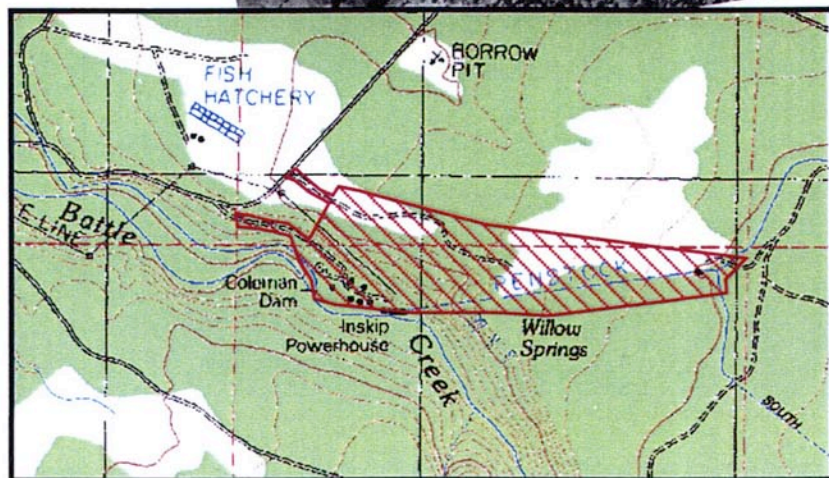 BORROW
PIT
FISH
HATCHERY
Battle
E LINE
PENSTOCK
Coleman
Dam
Inskip
Powerhouse
Creek
Willow
Springs
SOUTH